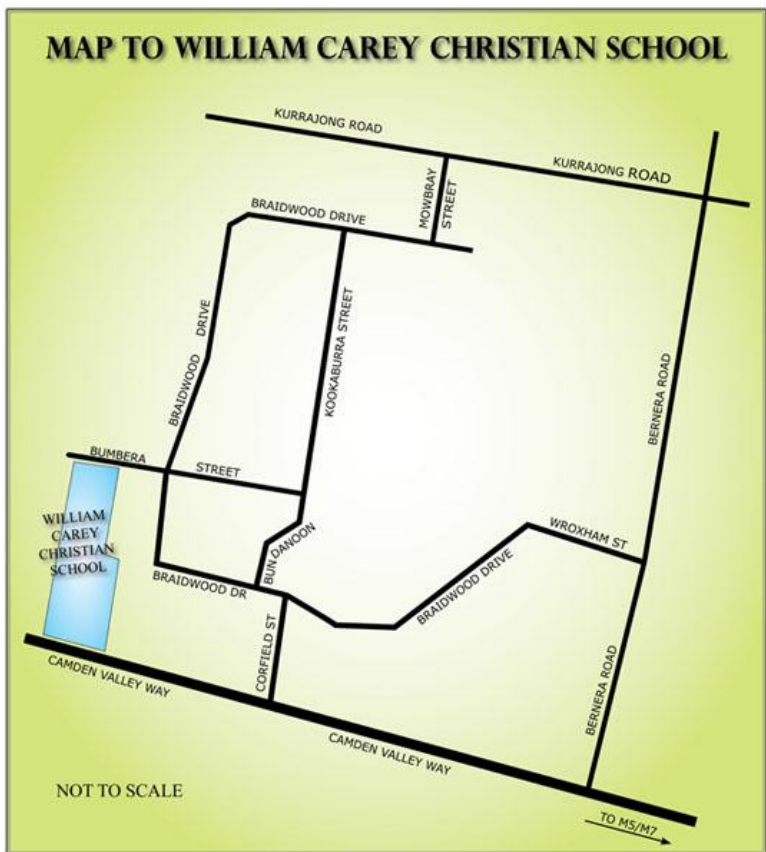 MAP TO WILLIAM CAREY CHRISTIAN SCHOOL
KURRAJONG ROAD
KURRAJONG ROAD
MOWBRAY
STREET
BRAIDWOOD DRIVE
BRAIDWOOD DRIVE
KOOKABURRA STREET
BERNERA ROAD
BUMBERA STREET
WILLIAM
CAREY
CHRISTIAN
SCHOOL
BUN DANOON
WROXHAM ST
BRAIDWOOD DR
BRAIDWOOD DRIVE
CORFIELD ST
BERNERA ROAD
CAMDEN VALLEY WAY
CAMDEN VALLEY WAY
NOT TO SCALE
TO M5/M7